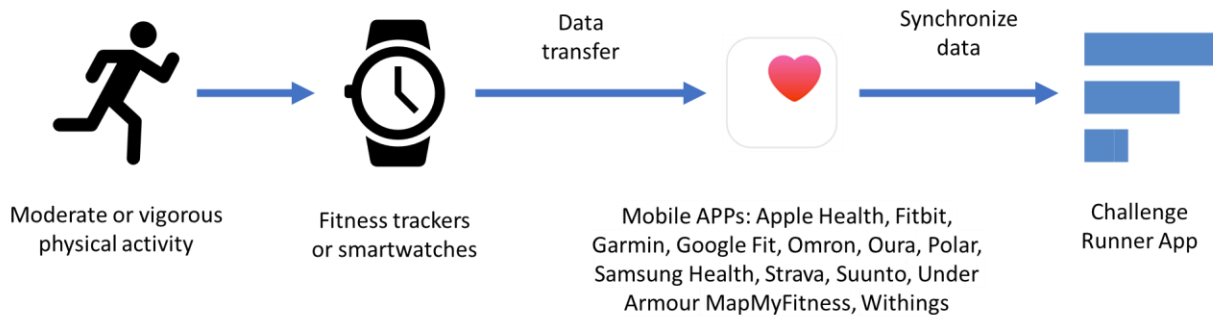 Data
transfer
Synchronize
data
Moderate or vigorous
physical activity
Fitness trackers
or smartwatches
Mobile APPs: Apple Health, Fitbit,
Garmin, Google Fit, Omron, Oura, Polar,
Samsung Health, Strava, Suunto, Under
Armour MapMyFitness, Withings
Challenge
Runner App